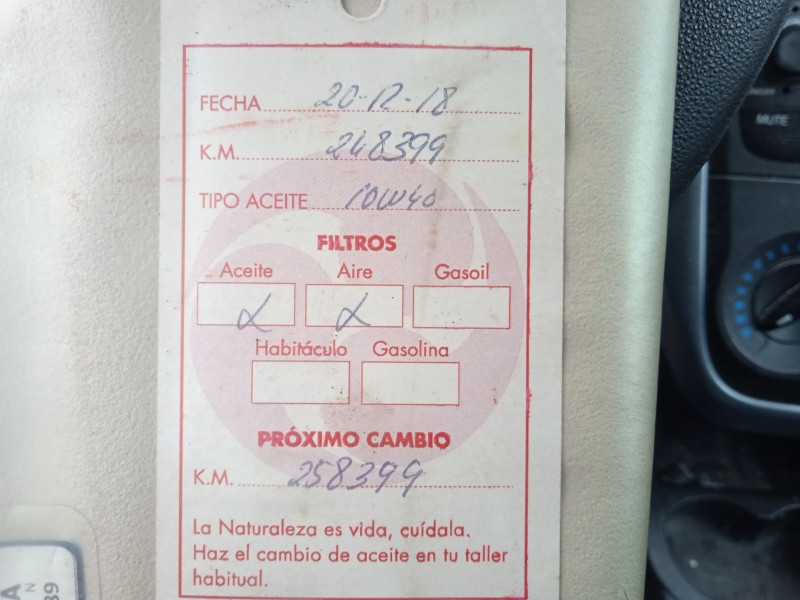 FECHA 20-12-18
K.M. 248399
TIPO ACEITE 10W40
FILTROS
Aceite Aire Gasoil
Habitáculo Gasolina
PRÓXIMO CAMBIO
K.M. 258399
La Naturaleza es vida, cuídala.
Haz el cambio de aceite en tu taller
habitual.
MUTE